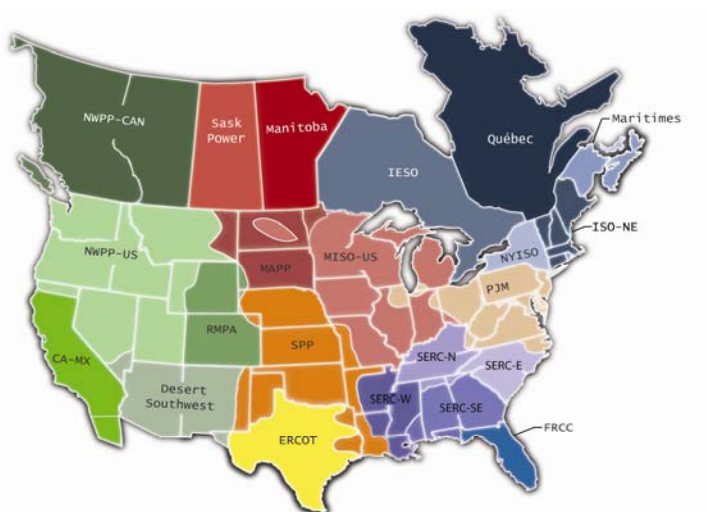 NWPP-CAN
Sask
Power
Manitoba
Québec
Maritimes
IESO
ISO-NE
NWPP-US
MAPP
MISO-US
NYISO
PJM
RMPA
CA-MX
SPP
SERC-N
SERC-E
Desert
Southwest
SERC-W
SERC-SE
ERCOT
FRCC